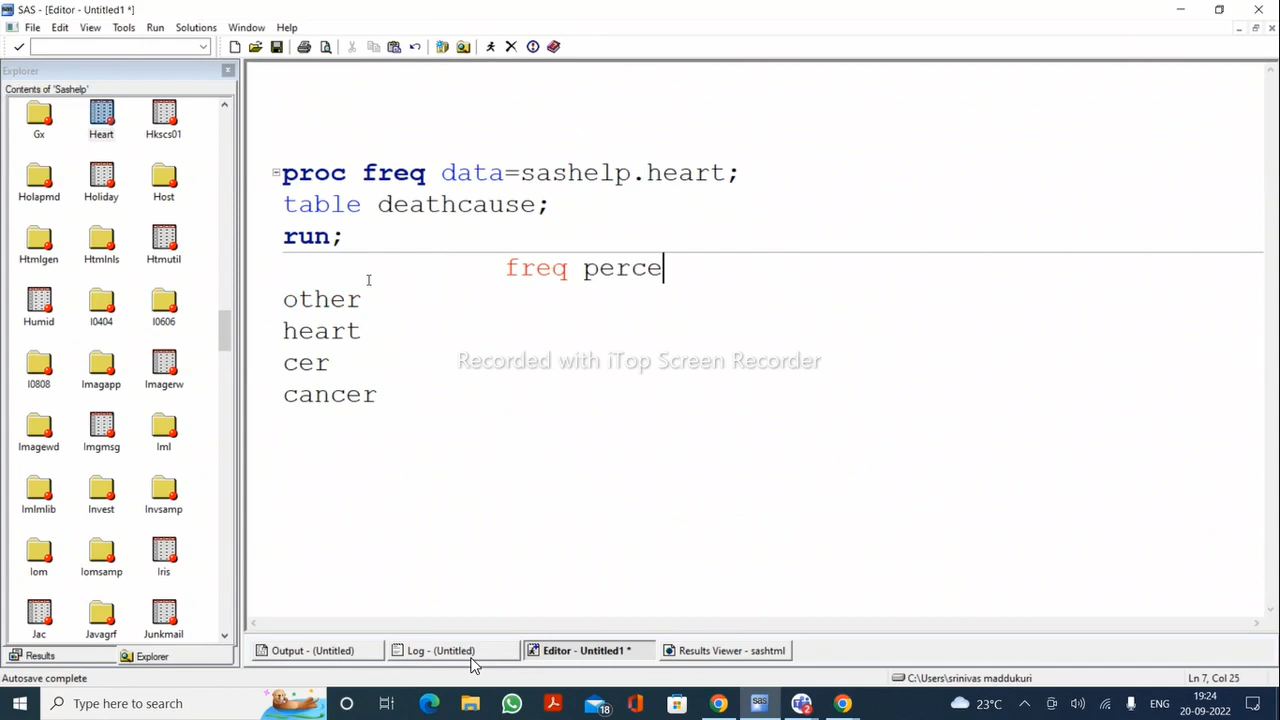 SAS - [Editor - Untitled1 *]
File Edit View Tools Run Solutions Window Help
Explorer
Contents of 'Sashelp'
Gx Heart Hkscs01
Holapmd Holiday Host
Htmlgen Htmlnls Htmutil
Humid I0404 I0606
I0808 Imagapp Imagerw
Imagewd Imgmsg Iml
Imlmlib Invest Invsamp
Iom Iomsamp Iris
Jac Javagrf Junkmail
Results Explorer
proc freq data=sashelp.heart;
table deathcause;
run;
freq perce
other
heart
cer
cancer
Recorded with iTop Screen Recorder
Output - (Untitled) Log - (Untitled) Editor - Untitled1 * Results Viewer - sashtml
Autosave complete C:\Users\srinivas maddukuri Ln 7, Col 25
Type here to search 18 2 23°C ENG 19:24
20-09-2022